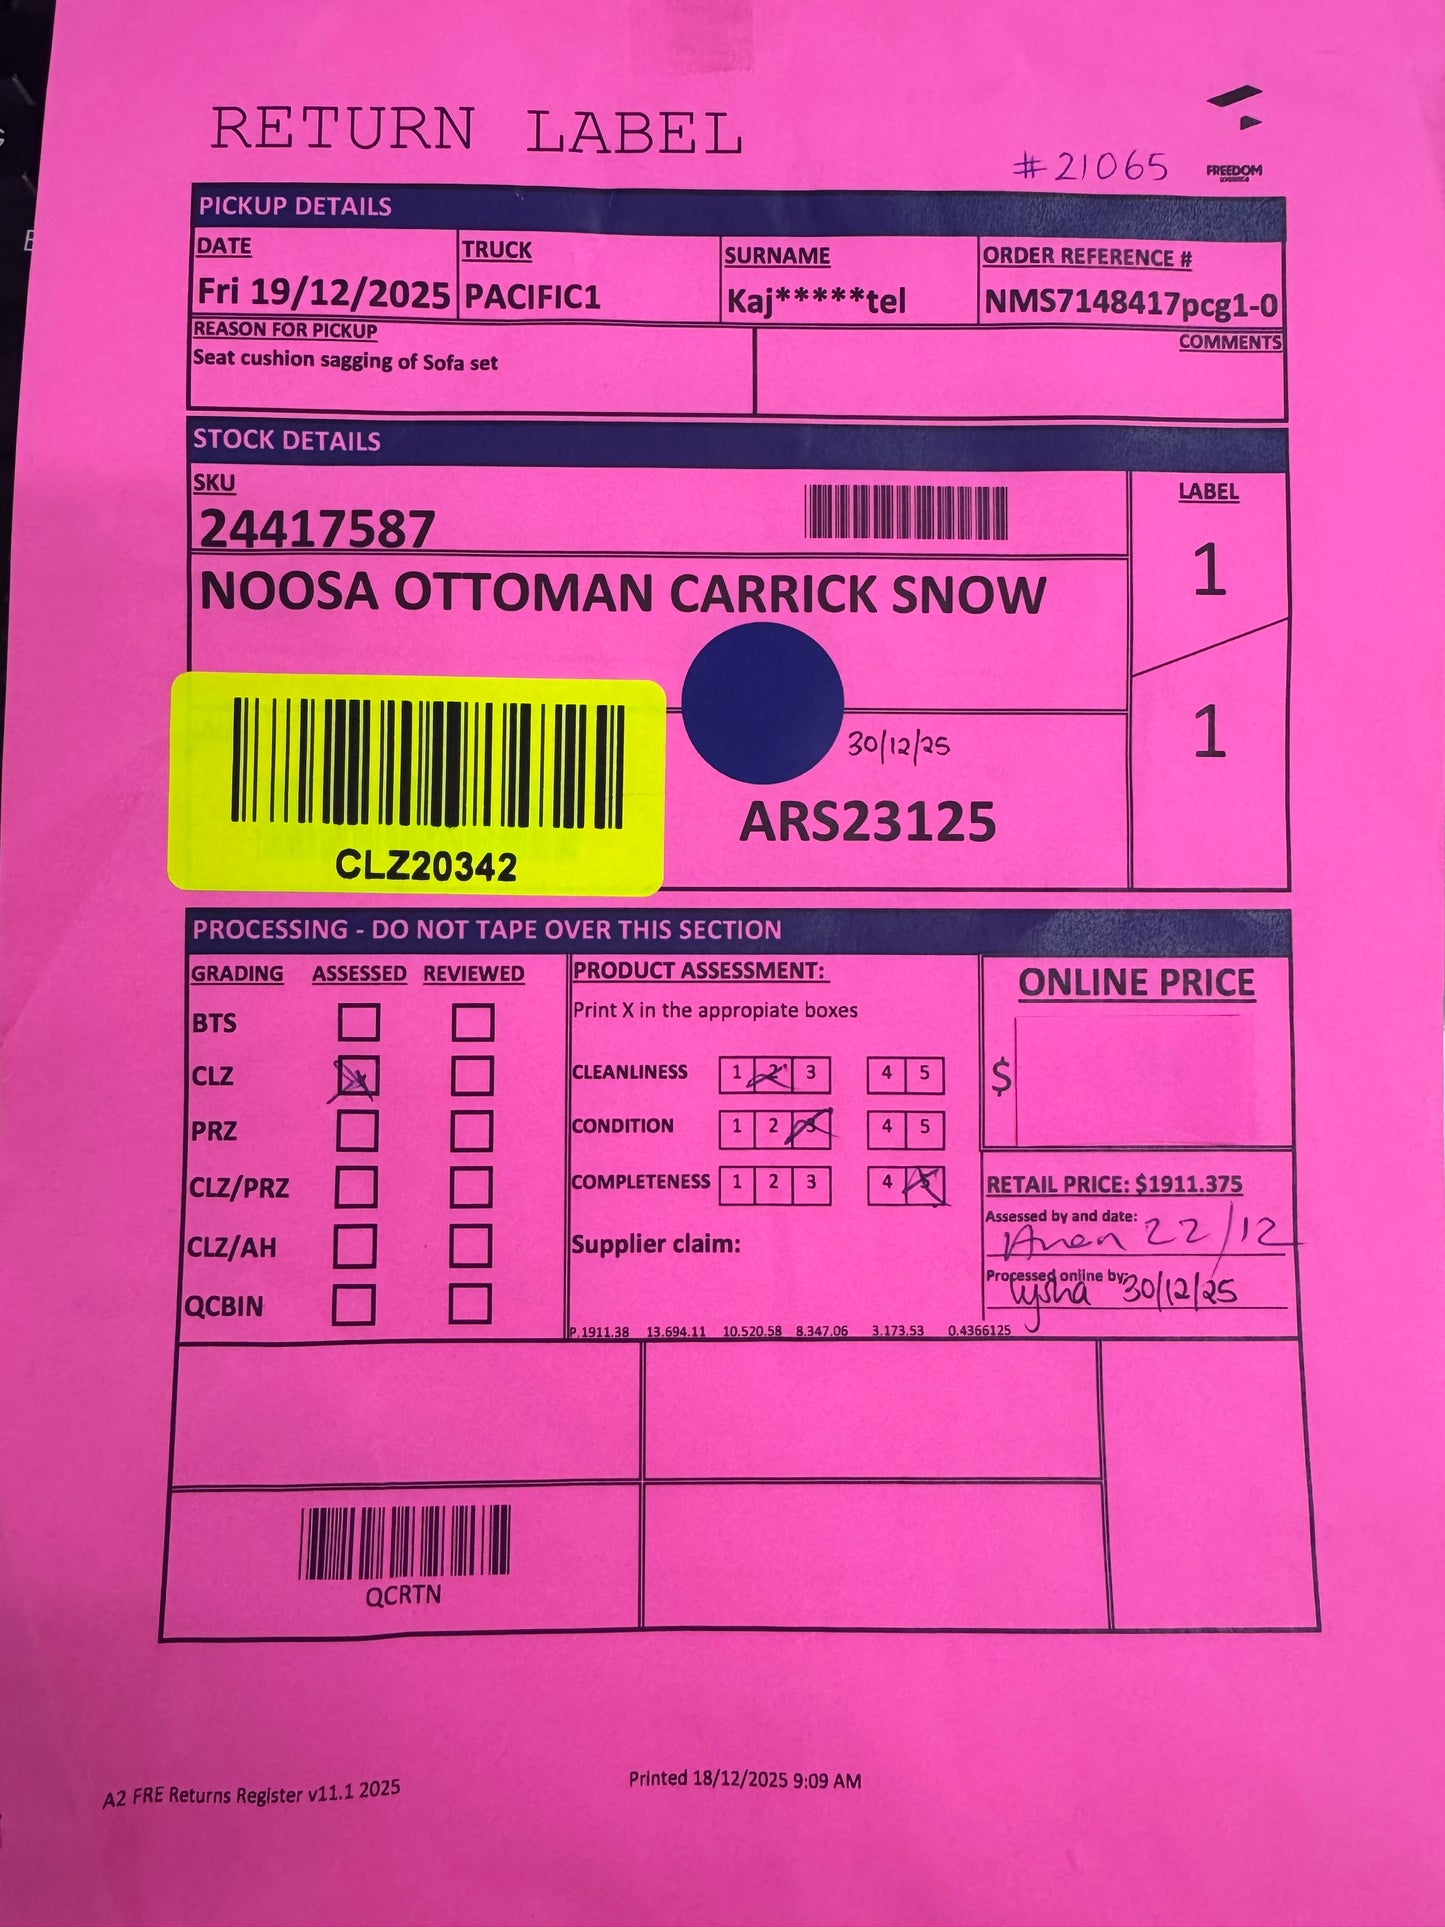 RETURN LABEL
#21065
FREEDOM
PICKUP DETAILS
DATE TRUCK SURNAME ORDER REFERENCE #
Fri 19/12/2025 PACIFIC1 Kaj*****tel NMS7148417pcg1-0
REASON FOR PICKUP COMMENTS
Seat cushion sagging of Sofa set
STOCK DETAILS
SKU LABEL
24417587
1
NOOSA OTTOMAN CARRICK SNOW
1
30/12/25
ARS23125
CLZ20342
PROCESSING - DO NOT TAPE OVER THIS SECTION
GRADING ASSESSED REVIEWED
BTS
CLZ
PRZ
CLZ/PRZ
CLZ/AH
QCBIN
PRODUCT ASSESSMENT:
Print X in the appropiate boxes
CLEANLINESS 1 2 3 4 5
CONDITION 1 2 3 4 5
COMPLETENESS 1 2 3 4 5
Supplier claim:
P.1911.38 13.694.11 10.520.58 8.347.06 3.173.53 0.4366125
ONLINE PRICE
$
RETAIL PRICE: $1911.375
Assessed by and date:
22/12
Processed online by:
30/12/25
QCRTN
A2 FRE Returns Register v11.1 2025
Printed 18/12/2025 9:09 AM